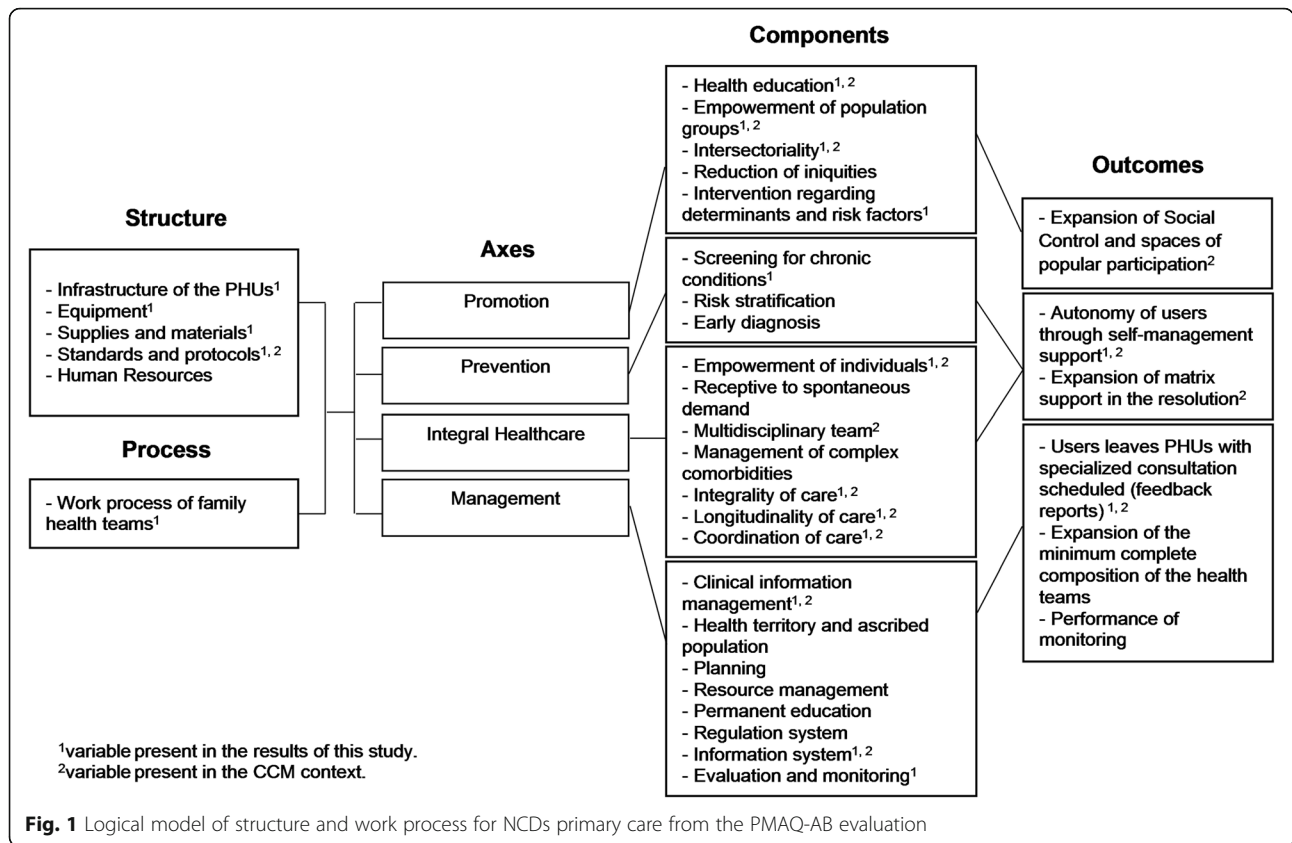 Structure
- Infrastructure of the PHUs¹
- Equipment¹
- Supplies and materials¹
- Standards and protocols¹, ²
- Human Resources
Process
- Work process of family
health teams¹
Axes
Promotion
Prevention
Integral Healthcare
Management
Components
- Health education¹, ²
- Empowerment of population
groups¹, ²
- Intersectoriality¹, ²
- Reduction of iniquities
- Intervention regarding
determinants and risk factors¹
- Screening for chronic
conditions¹
- Risk stratification
- Early diagnosis
- Empowerment of individuals¹, ²
- Receptive to spontaneous
demand
- Multidisciplinary team²
- Management of complex
comorbidities
- Integrality of care¹, ²
- Longitudinality of care¹, ²
- Coordination of care¹, ²
- Clinical information
management¹, ²
- Health territory and ascribed
population
- Planning
- Resource management
- Permanent education
- Regulation system
- Information system¹, ²
- Evaluation and monitoring¹
Outcomes
- Expansion of Social
Control and spaces of
popular participation²
- Autonomy of users
through self-management
support¹, ²
- Expansion of matrix
support in the resolution²
- Users leaves PHUs with
specialized consultation
scheduled (feedback
reports) ¹, ²
- Expansion of the
minimum complete
composition of the health
teams
- Performance of
monitoring
¹variable present in the results of this study.
²variable present in the CCM context.
Fig. 1 Logical model of structure and work process for NCDs primary care from the PMAQ-AB evaluation